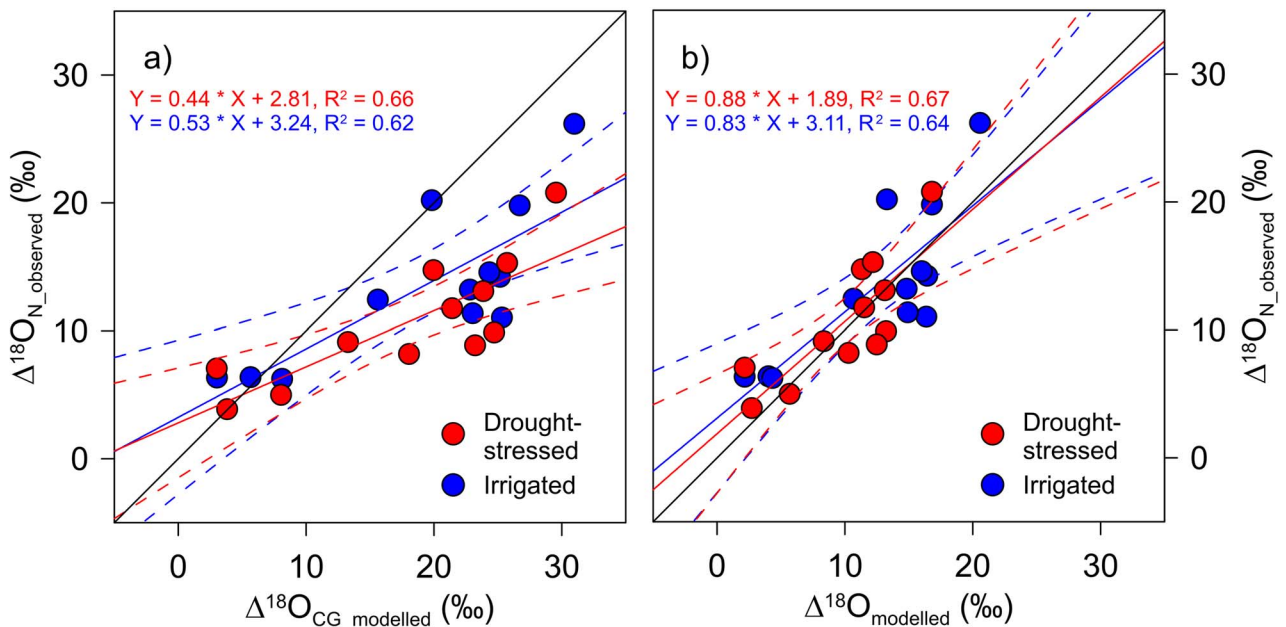 a)
Y = 0.44 * X + 2.81, R² = 0.66
Y = 0.53 * X + 3.24, R² = 0.62
Drought-
stressed
Irrigated
30
20
10
0
Δ¹⁸O_N_observed (‰)
0 10 20 30
Δ¹⁸O_CG_modelled (‰)
b)
Y = 0.88 * X + 1.89, R² = 0.67
Y = 0.83 * X + 3.11, R² = 0.64
Drought-
stressed
Irrigated
30
20
10
0
Δ¹⁸O_N_observed (‰)
0 10 20 30
Δ¹⁸O_modelled (‰)